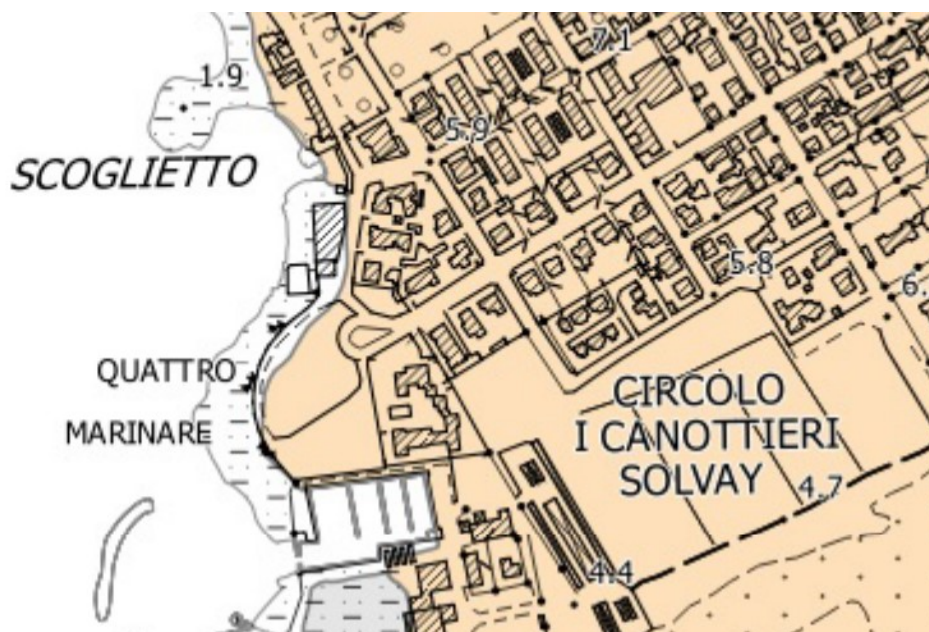 7.1
1.9
5.9
SCOGLIETTO
5.8
6.
QUATTRO
MARINARE
CIRCOLO
I CANOTTIERI
SOLVAY
4.7
4.4